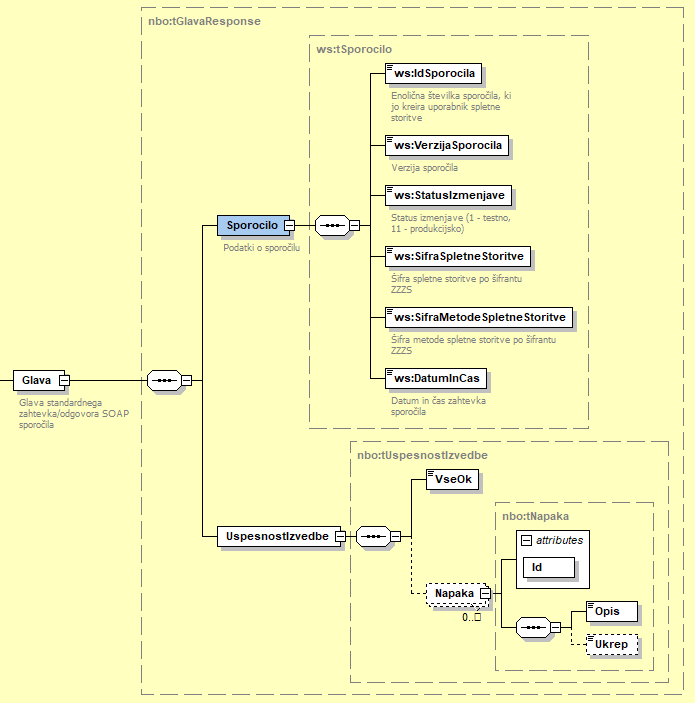 nbo:tGlavaResponse
ws:tSporocilo
ws:IdSporocila
Enolična številka sporočila, ki
jo kreira uporabnik spletne
storitve
ws:VerzijaSporocila
Verzija sporočila
ws:StatusIzmenjave
Status izmenjave (1 - testno,
11 - produkcijsko)
Sporocilo
Podatki o sporočilu
ws:SifraSpletneStoritve
Šifra spletne storitve po šifrantu
ZZZS
ws:SifraMetodeSpletneStoritve
Šifra metode spletne storitve po šifrantu
ZZZS
ws:DatumInCas
Datum in čas zahtevka
sporočila
Glava
Glava standardnega
zahtevka/odgovora SOAP
sporočila
nbo:tUspesnostIzvedbe
VseOk
UspesnostIzvedbe
nbo:tNapaka
attributes
Id
Napaka
0..
Opis
Ukrep